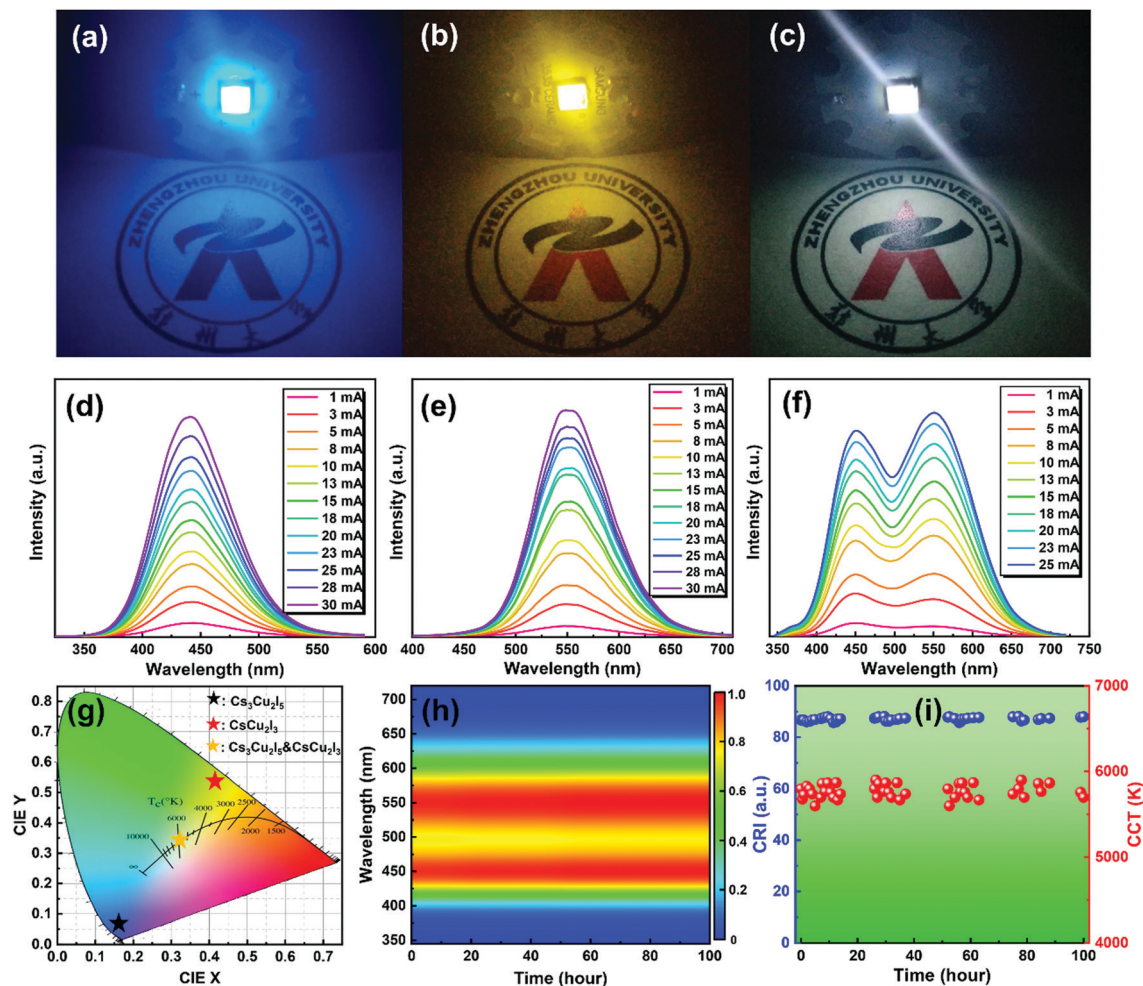 (a)
(b)
(c)
ZHENGZHOU UNIVERSITY
ZHENGZHOU UNIVERSITY
ZHENGZHOU UNIVERSITY
(d)
1 mA
3 mA
5 mA
8 mA
10 mA
13 mA
15 mA
18 mA
20 mA
23 mA
25 mA
28 mA
30 mA
Intensity (a.u.)
350 400 450 500 550 600
Wavelength (nm)
(e)
1 mA
3 mA
5 mA
8 mA
10 mA
13 mA
15 mA
18 mA
20 mA
23 mA
25 mA
28 mA
30 mA
Intensity (a.u.)
400 450 500 550 600 650 700
Wavelength (nm)
(f)
1 mA
3 mA
5 mA
8 mA
10 mA
13 mA
15 mA
18 mA
20 mA
23 mA
25 mA
Intensity (a.u.)
350 400 450 500 550 600 650 700 750
Wavelength (nm)
(g)
★: Cs₃Cu₂I₅
★: CsCu₂I₃
★: Cs₃Cu₂I₅&CsCu₂I₃
T_C(°K)
∞
10000
6000
4000
3000
2500
2000
1500
CIE Y
0.8
0.7
0.6
0.5
0.4
0.3
0.2
0.1
0.0
0.0 0.1 0.2 0.3 0.4 0.5 0.6 0.7
CIE X
(h)
Wavelength (nm)
700
650
600
550
500
450
400
350
0 20 40 60 80 100
Time (hour)
1.0
0.8
0.6
0.4
0.2
0
(i)
CRI (a.u.)
100
80
60
40
20
0
0 20 40 60 80 100
Time (hour)
7000
6000
5000
4000
CCT (K)